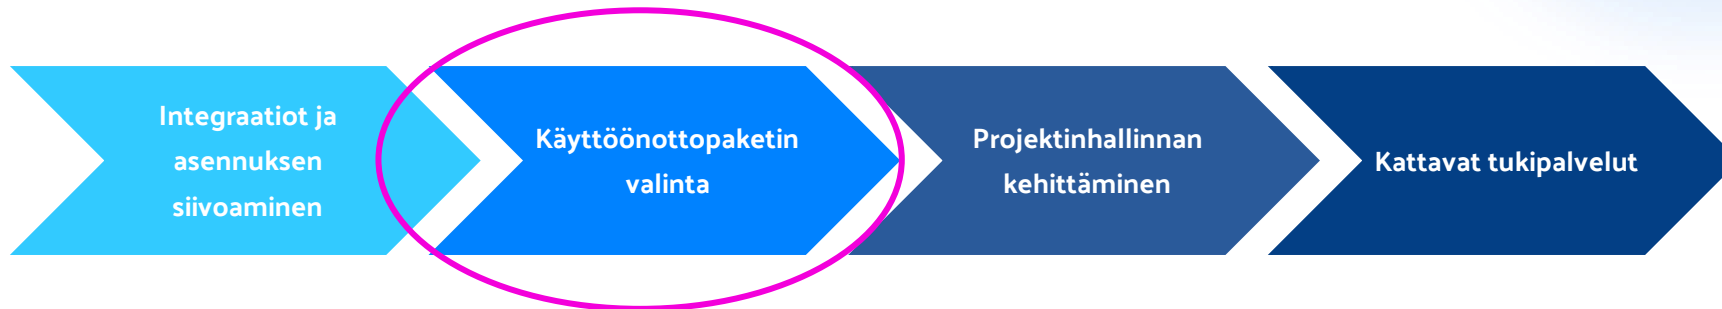 Integraatiot ja
asennuksen
siivoaminen
Käyttöönottopaketin
valinta
Projektinhallinnan
kehittäminen
Kattavat tukipalvelut